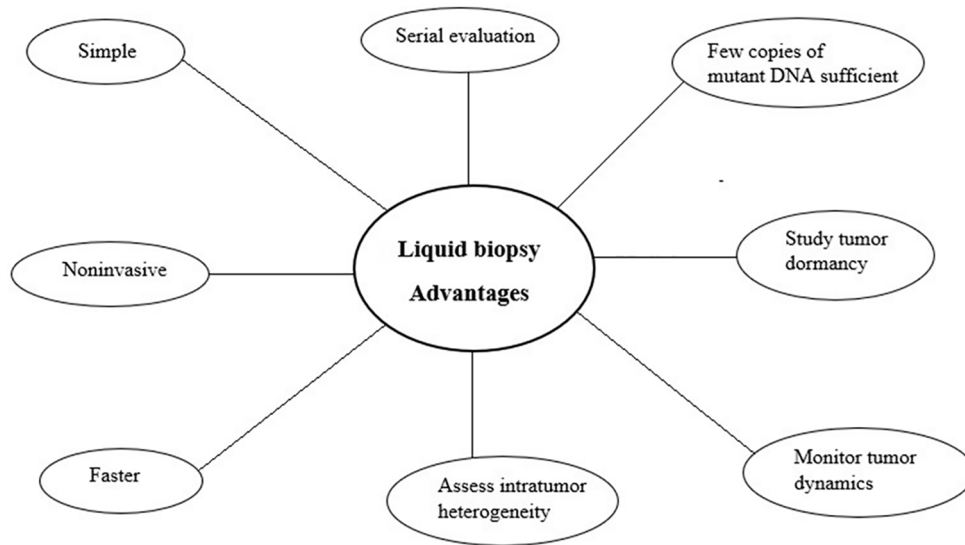 Simple
Serial evaluation
Few copies of
mutant DNA sufficient
Noninvasive
Liquid biopsy
Advantages
Study tumor
dormancy
Faster
Assess intratumor
heterogeneity
Monitor tumor
dynamics